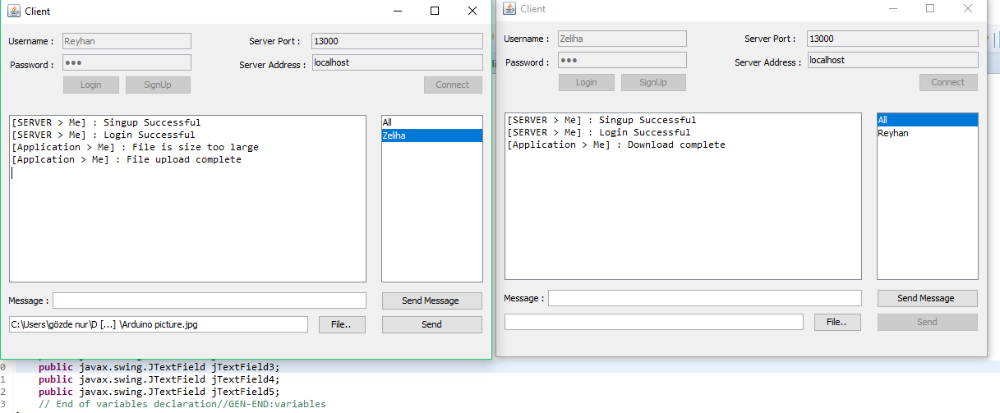 Client
Username : Reyhan Server Port : 13000
Password : ●●● Server Address : localhost
Login SignUp Connect
[SERVER > Me] : Singup Successful
[SERVER > Me] : Login Successful
[Application > Me] : File is size too large
[Applcation > Me] : File upload complete
All
Zeliha
Message : Send Message
C:\Users\gözde nur\D [...] \Arduino picture.jpg File.. Send
Client
Username : Zeliha Server Port : 13000
Password : ●●● Server Address : localhost
Login SignUp Connect
[SERVER > Me] : Singup Successful
[SERVER > Me] : Login Successful
[Application > Me] : Download complete
All
Reyhan
Message : Send Message
File.. Send
0 public javax.swing.JTextField jTextField3;
1 public javax.swing.JTextField jTextField4;
2 public javax.swing.JTextField jTextField5;
3 // End of variables declaration//GEN-END:variables